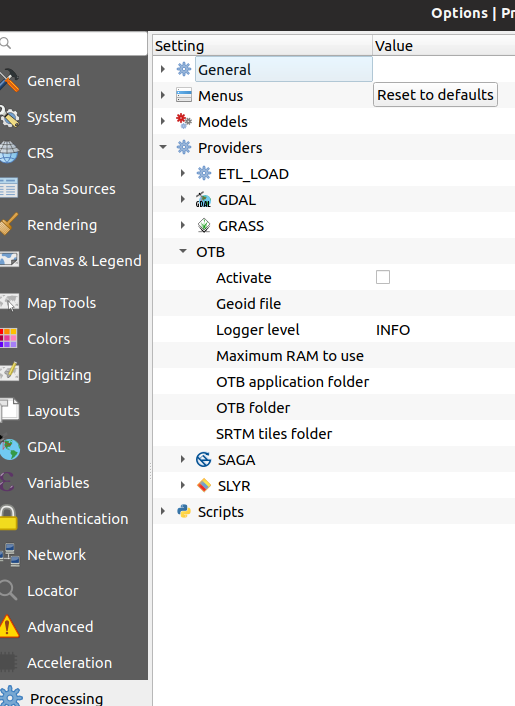 Options | Pr
General
System
CRS
Data Sources
Rendering
Canvas & Legend
Map Tools
Colors
Digitizing
Layouts
GDAL
Variables
Authentication
Network
Locator
Advanced
Acceleration
Processing
Setting Value
General
Menus Reset to defaults
Models
Providers
ETL_LOAD
GDAL GDAL
GRASS
OTB
Activate
Geoid file
Logger level INFO
Maximum RAM to use
OTB application folder
OTB folder
SRTM tiles folder
SAGA
SLYR
Scripts